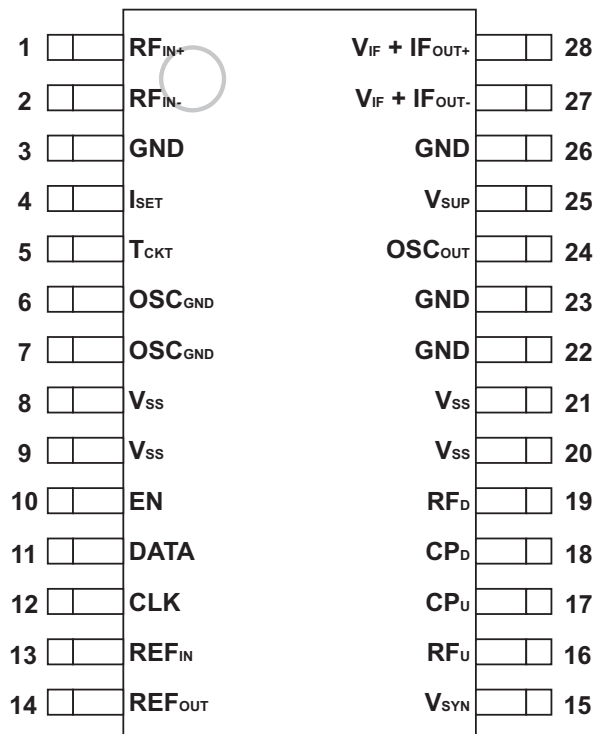 1 RFIN+ VIF + IFOUT+ 28
2 RFIN- VIF + IFOUT- 27
3 GND GND 26
4 ISET VSUP 25
5 TCKT OSCOUT 24
6 OSCGND GND 23
7 OSCGND GND 22
8 VSS VSS 21
9 VSS VSS 20
10 EN RFD 19
11 DATA CPD 18
12 CLK CPU 17
13 REFIN RFU 16
14 REFOUT VSYN 15